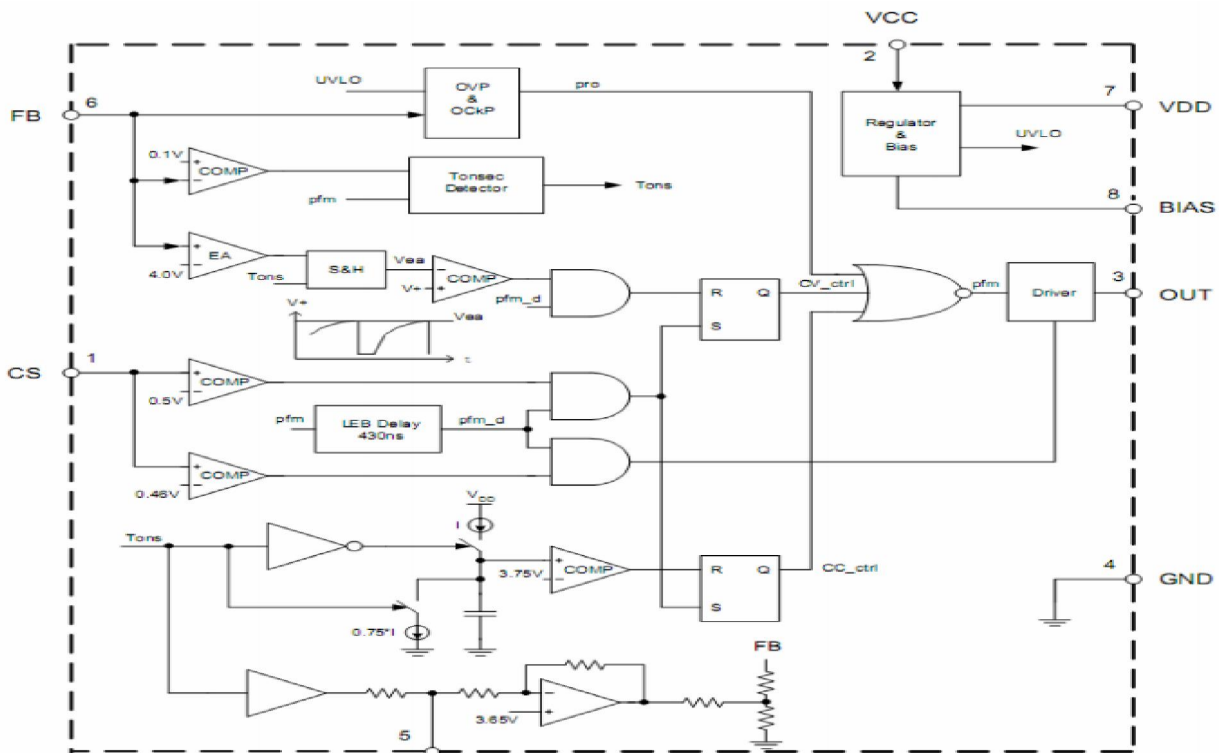 VCC
2
UVLO
OVP
&
OCkP
pro
7
VDD
FB
6
Regulator
&
Bias
UVLO
0.1V
+
-
COMP
Tonsec
Detector
Tons
pfm
8
BIAS
+
-
EA
4.0V
Tons
S&H
Vea
-
+
COMP
V+
pfm_d
R
Q
S
CV_ctrl
pfm
Driver
3
OUT
V+
Vea
t
CS
1
+
-
COMP
0.5V
pfm
LEB Delay
430ns
pfm_d
+
-
COMP
0.46V
VDD
I
Tons
+
-
COMP
3.75V
R
Q
S
CC_ctrl
4
GND
0.75*I
FB
-
+
3.65V
5